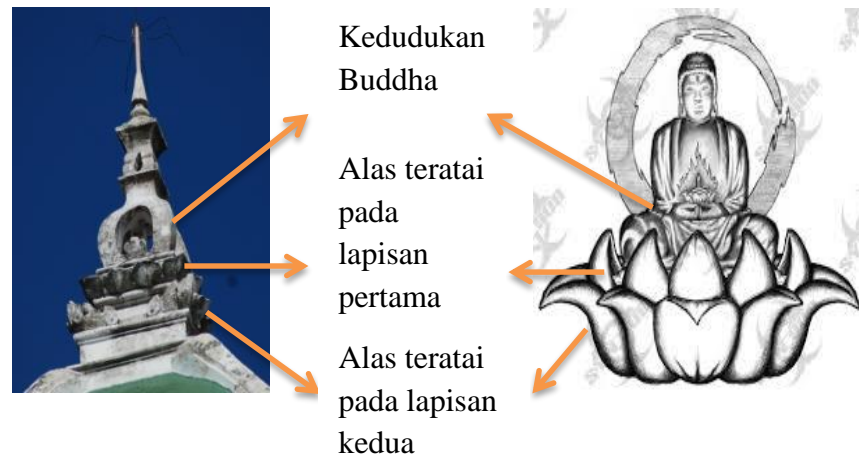 Kedudukan
Buddha
Alas teratai
pada
lapisan
pertama
Alas teratai
pada lapisan
kedua